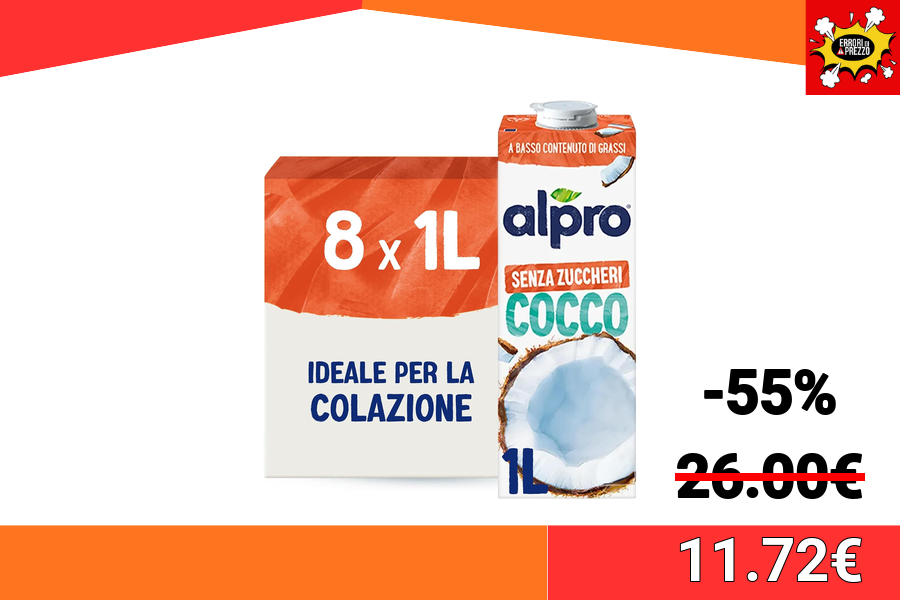 ERRORI DI
PREZZO
A BASSO CONTENUTO DI GRASSI
alpro
SENZA ZUCCHERI
COCCO
1L
8 x 1L
IDEALE PER LA
COLAZIONE
-55%
26.00€
11.72€